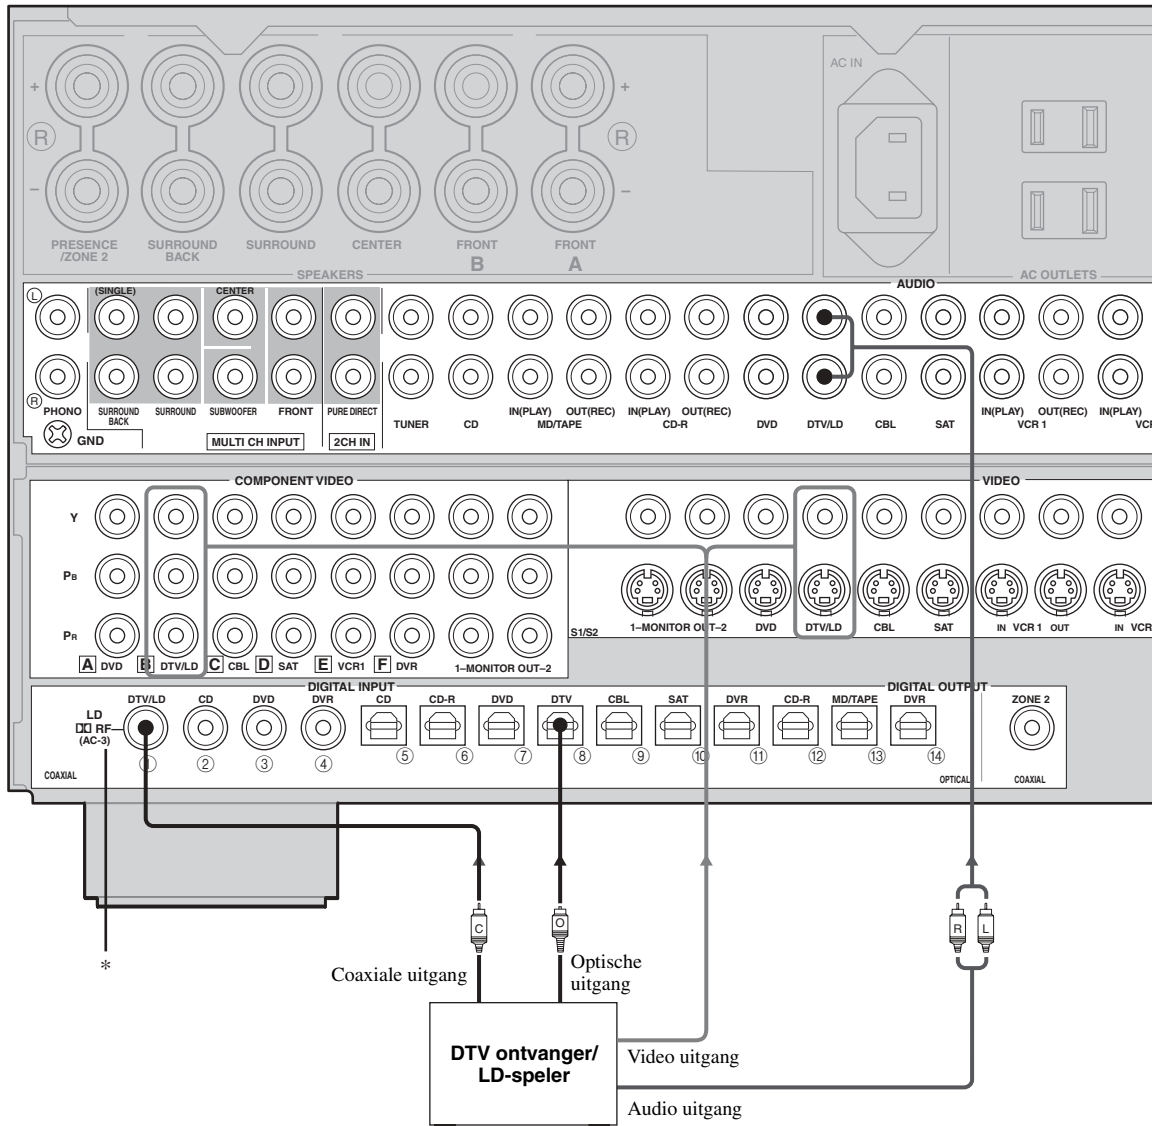 AC IN
+ +
R R
– –
PRESENCE /ZONE 2
SURROUND BACK
SURROUND
CENTER
FRONT B
FRONT A
SPEAKERS
AC OUTLETS
AUDIO
L
(SINGLE)
CENTER
R
PHONO
GND
SURROUND BACK
SURROUND
SUBWOOFER
FRONT
PURE DIRECT
MULTI CH INPUT
2CH IN
TUNER
CD
IN(PLAY) OUT(REC)
MD/TAPE
IN(PLAY) OUT(REC)
CD-R
DVD
DTV/LD
CBL
SAT
IN(PLAY) OUT(REC)
VCR 1
IN(PLAY)
VC
COMPONENT VIDEO
VIDEO
Y
PB
PR
A DVD
B DTV/LD
C CBL
D SAT
E VCR1
F DVR
1–MONITOR OUT–2
S1/S2
1–MONITOR OUT–2
DVD
DTV/LD
CBL
SAT
IN VCR 1 OUT
IN VCR
DIGITAL INPUT
DIGITAL OUTPUT
LD
RF
(AC-3)
DTV/LD
CD
DVD
DVR
CD
CD-R
DVD
DTV
CBL
SAT
DVR
CD-R
MD/TAPE
DVR
ZONE 2
① ② ③ ④ ⑤ ⑥ ⑦ ⑧ ⑨ ⑩ ⑪ ⑫ ⑬ ⑭
COAXIAL
OPTICAL
COAXIAL
C
O
R
L
*
Coaxiale uitgang
Optische
uitgang
DTV ontvanger/
LD-speler
Video uitgang
Audio uitgang